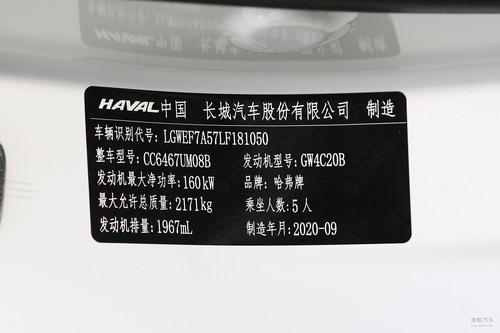 HAVAL中国 长城汽车股份有限公司 制造
车辆识别代号：LGWEF7A57LF181050
整车型号：CC6467UM08B 发动机型号：GW4C20B
发动机最大净功率：160kW 品牌：哈弗牌
最大允许总质量：2171kg 乘坐人数：5人
发动机排量：1967mL 制造年月：2020-09
搜狐汽车